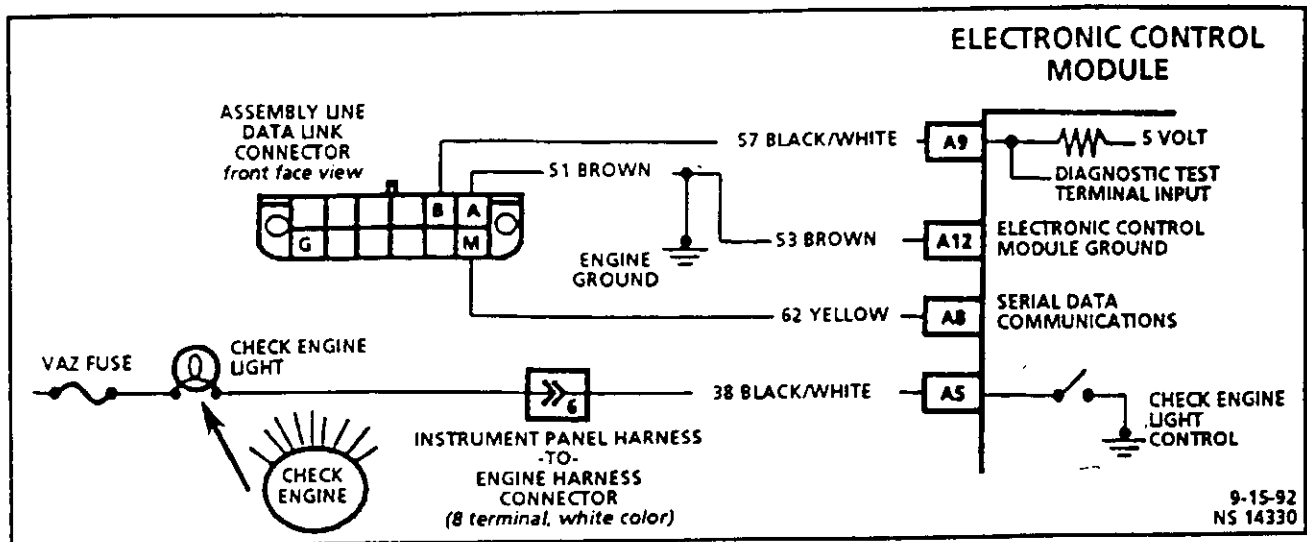 ELECTRONIC CONTROL
MODULE
ASSEMBLY LINE
DATA LINK
CONNECTOR
front face view
B
A
G
M
57 BLACK/WHITE
A9
5 VOLT
DIAGNOSTIC TEST
TERMINAL INPUT
51 BROWN
ENGINE
GROUND
53 BROWN
A12
ELECTRONIC CONTROL
MODULE GROUND
62 YELLOW
A8
SERIAL DATA
COMMUNICATIONS
VAZ FUSE
CHECK ENGINE
LIGHT
6
38 BLACK/WHITE
A5
CHECK ENGINE
LIGHT
CONTROL
INSTRUMENT PANEL HARNESS
-TO-
ENGINE HARNESS
CONNECTOR
(8 terminal, white color)
CHECK
ENGINE
9-15-92
NS 14330